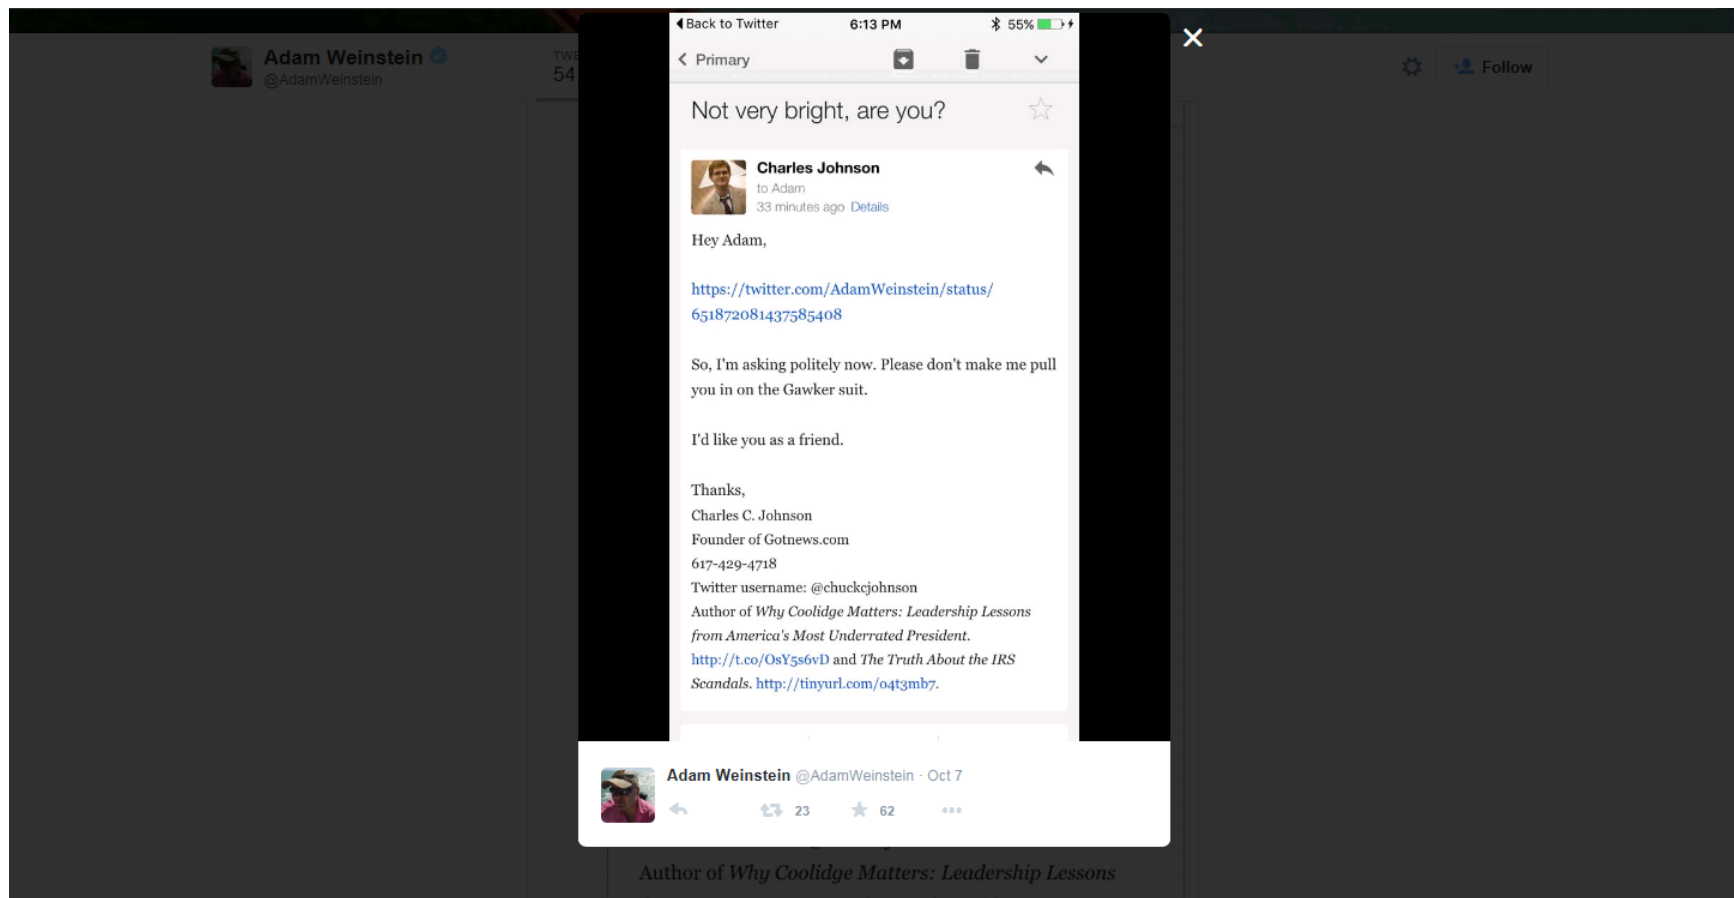 Back to Twitter 6:13 PM 55%
Adam Weinstein
@AdamWeinstein
TWE
54
Follow
Primary
Not very bright, are you?
Charles Johnson
to Adam
33 minutes ago Details
Hey Adam,
https://twitter.com/AdamWeinstein/status/
651872081437585408
So, I'm asking politely now. Please don't make me pull
you in on the Gawker suit.
I'd like you as a friend.
Thanks,
Charles C. Johnson
Founder of Gotnews.com
617-429-4718
Twitter username: @chuckcjohnson
Author of Why Coolidge Matters: Leadership Lessons
from America's Most Underrated President.
http://t.co/OsY5s6vD and The Truth About the IRS
Scandals. http://tinyurl.com/o4t3mb7.
Adam Weinstein @AdamWeinstein · Oct 7
23 62
Author of Why Coolidge Matters: Leadership Lessons